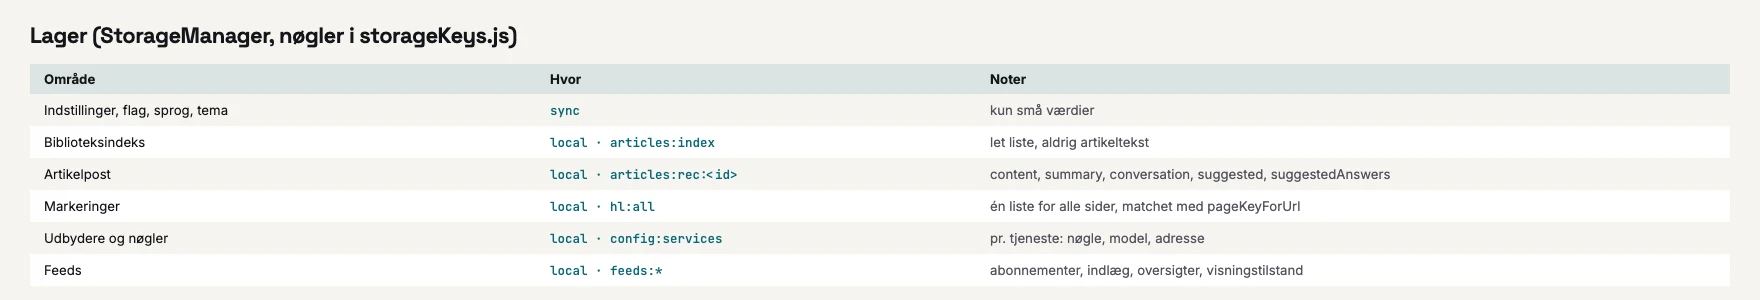 Lager (StorageManager, nøgler i storageKeys.js)
Område Hvor Noter
Indstillinger, flag, sprog, tema sync kun små værdier
Biblioteksindeks local · articles:index let liste, aldrig artikeltekst
Artikelpost local · articles:rec:<id> content, summary, conversation, suggested, suggestedAnswers
Markeringer local · hl:all én liste for alle sider, matchet med pageKeyForUrl
Udbydere og nøgler local · config:services pr. tjeneste: nøgle, model, adresse
Feeds local · feeds:* abonnementer, indlæg, oversigter, visningstilstand